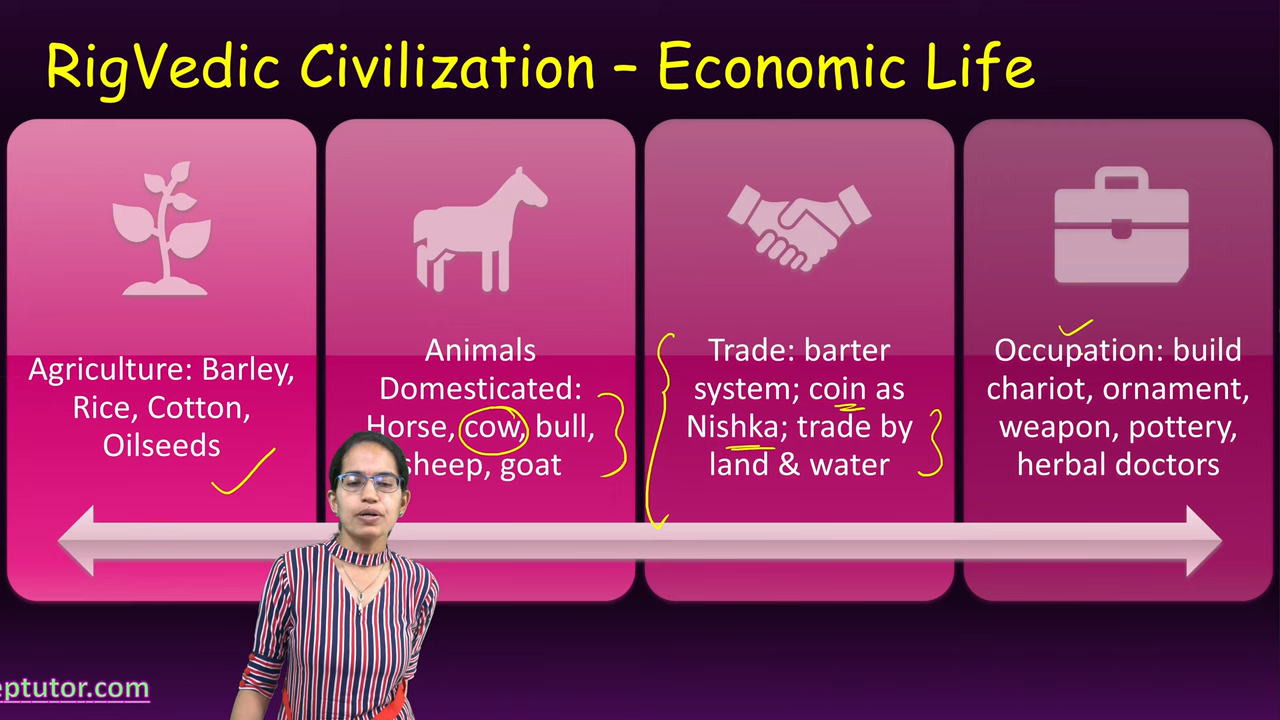 RigVedic Civilization – Economic Life
Agriculture: Barley,
Rice, Cotton,
Oilseeds
Animals
Domesticated:
Horse, cow, bull,
sheep, goat
Trade: barter
system; coin as
Nishka; trade by
land & water
Occupation: build
chariot, ornament,
weapon, pottery,
herbal doctors
eptutor.com